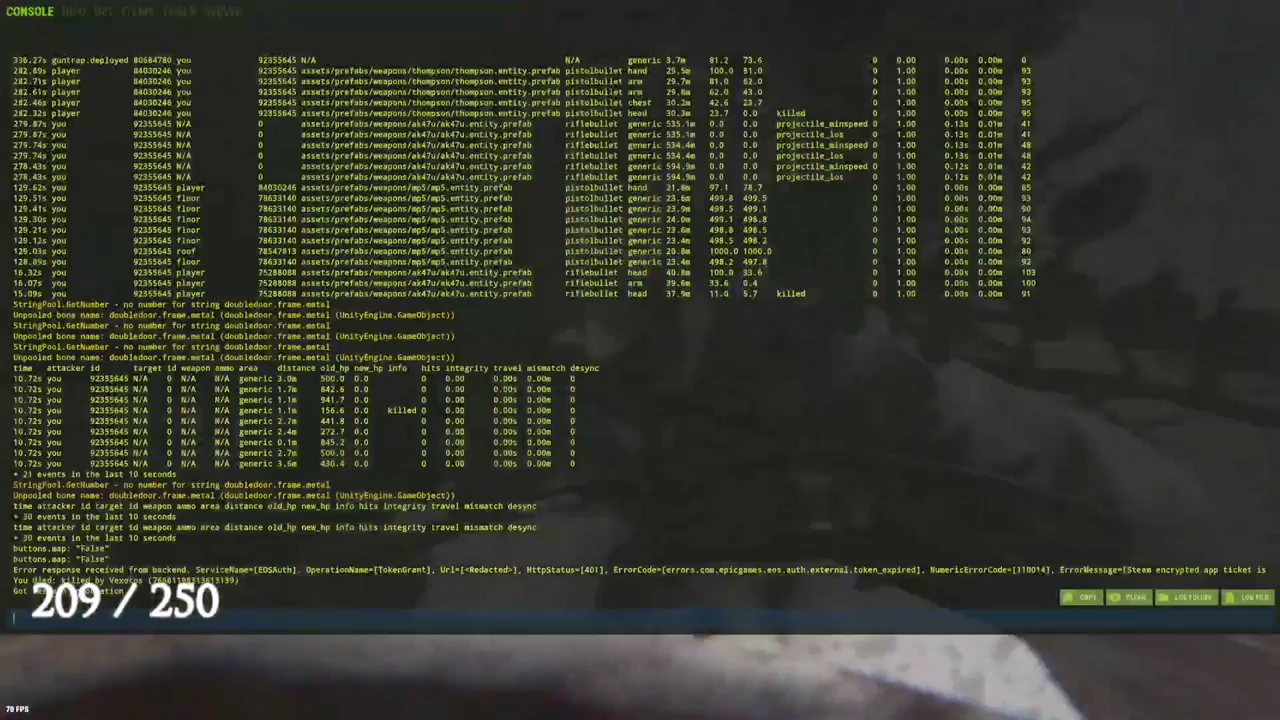 CONSOLE INFO NET ITEMS TOOLS SERVER
336.27s guntrap.deployed 80684780 you 92355645 N/A N/A generic 3.7m 81.2 73.6 0 0.00 0.00s 0.00m 0
282.89s player 84030246 you 92355645 assets/prefabs/weapons/thompson/thompson.entity.prefab pistolbullet hand 29.5m 100.0 81.0 0 1.00 0.00s 0.00m 93
282.71s player 84030246 you 92355645 assets/prefabs/weapons/thompson/thompson.entity.prefab pistolbullet arm 29.7m 81.0 62.0 0 1.00 0.00s 0.00m 93
282.61s player 84030246 you 92355645 assets/prefabs/weapons/thompson/thompson.entity.prefab pistolbullet arm 29.8m 62.0 43.0 0 1.00 0.00s 0.00m 93
282.46s player 84030246 you 92355645 assets/prefabs/weapons/thompson/thompson.entity.prefab pistolbullet chest 30.2m 42.6 23.7 0 1.00 0.00s 0.00m 95
282.32s player 84030246 you 92355645 assets/prefabs/weapons/thompson/thompson.entity.prefab pistolbullet head 30.3m 23.7 0.0 killed 0 1.00 0.00s 0.00m 95
279.87s you 92355645 N/A 0 assets/prefabs/weapons/ak47u/ak47u.entity.prefab riflebullet generic 535.1m 0.0 0.0 projectile_minspeed 0 1.00 0.13s 0.01m 41
279.87s you 92355645 N/A 0 assets/prefabs/weapons/ak47u/ak47u.entity.prefab riflebullet generic 535.1m 0.0 0.0 projectile_los 0 1.00 0.13s 0.01m 41
279.74s you 92355645 N/A 0 assets/prefabs/weapons/ak47u/ak47u.entity.prefab riflebullet generic 534.4m 0.0 0.0 projectile_minspeed 0 1.00 0.13s 0.01m 48
279.74s you 92355645 N/A 0 assets/prefabs/weapons/ak47u/ak47u.entity.prefab riflebullet generic 534.4m 0.0 0.0 projectile_los 0 1.00 0.13s 0.01m 48
278.43s you 92355645 N/A 0 assets/prefabs/weapons/ak47u/ak47u.entity.prefab riflebullet generic 594.9m 0.0 0.0 projectile_minspeed 0 1.00 0.12s 0.01m 42
278.43s you 92355645 N/A 0 assets/prefabs/weapons/ak47u/ak47u.entity.prefab riflebullet generic 594.9m 0.0 0.0 projectile_los 0 1.00 0.12s 0.01m 42
129.62s you 92355645 player 84030246 assets/prefabs/weapons/mp5/mp5.entity.prefab pistolbullet hand 21.8m 97.1 78.7 0 1.00 0.00s 0.00m 85
129.51s you 92355645 floor 78633140 assets/prefabs/weapons/mp5/mp5.entity.prefab pistolbullet generic 23.6m 499.8 499.5 0 1.00 0.00s 0.00m 93
129.41s you 92355645 floor 78633140 assets/prefabs/weapons/mp5/mp5.entity.prefab pistolbullet generic 23.9m 499.5 499.1 0 1.00 0.00s 0.00m 90
129.30s you 92355645 floor 78633140 assets/prefabs/weapons/mp5/mp5.entity.prefab pistolbullet generic 24.0m 499.1 498.8 0 1.00 0.00s 0.00m 94
129.21s you 92355645 floor 78633140 assets/prefabs/weapons/mp5/mp5.entity.prefab pistolbullet generic 23.6m 498.8 498.5 0 1.00 0.00s 0.00m 93
129.12s you 92355645 floor 78633140 assets/prefabs/weapons/mp5/mp5.entity.prefab pistolbullet generic 23.4m 498.5 498.2 0 1.00 0.00s 0.00m 92
129.03s you 92355645 roof 78547913 assets/prefabs/weapons/mp5/mp5.entity.prefab pistolbullet generic 20.8m 1000.0 1000.0 0 1.00 0.00s 0.00m 80
128.89s you 92355645 floor 78633140 assets/prefabs/weapons/mp5/mp5.entity.prefab pistolbullet generic 23.4m 498.2 497.8 0 1.00 0.00s 0.00m 92
16.32s you 92355645 player 75288088 assets/prefabs/weapons/ak47u/ak47u.entity.prefab riflebullet head 40.8m 100.0 33.6 0 1.00 0.00s 0.00m 103
16.07s you 92355645 player 75288088 assets/prefabs/weapons/ak47u/ak47u.entity.prefab riflebullet arm 39.6m 33.6 0.4 0 1.00 0.00s 0.00m 100
15.09s you 92355645 player 75288088 assets/prefabs/weapons/ak47u/ak47u.entity.prefab riflebullet head 37.9m 11.0 5.7 killed 0 1.00 0.00s 0.00m 91
StringPool.GetNumber - no number for string doubledoor.frame.metal
Unpooled bone name: doubledoor.frame.metal (doubledoor.frame.metal (UnityEngine.GameObject))
StringPool.GetNumber - no number for string doubledoor.frame.metal
Unpooled bone name: doubledoor.frame.metal (doubledoor.frame.metal (UnityEngine.GameObject))
StringPool.GetNumber - no number for string doubledoor.frame.metal
Unpooled bone name: doubledoor.frame.metal (doubledoor.frame.metal (UnityEngine.GameObject))
time attacker id target id weapon ammo area distance old_hp new_hp info hits integrity travel mismatch desync
10.72s you 92355645 N/A 0 N/A N/A generic 3.0m 500.0 0.0 0 0.00 0.00s 0.00m 0
10.72s you 92355645 N/A 0 N/A N/A generic 1.7m 842.6 0.0 0 0.00 0.00s 0.00m 0
10.72s you 92355645 N/A 0 N/A N/A generic 1.1m 941.7 0.0 0 0.00 0.00s 0.00m 0
10.72s you 92355645 N/A 0 N/A N/A generic 1.1m 156.6 0.0 killed 0 0.00 0.00s 0.00m 0
10.72s you 92355645 N/A 0 N/A N/A generic 2.7m 441.8 0.0 0 0.00 0.00s 0.00m 0
10.72s you 92355645 N/A 0 N/A N/A generic 2.4m 272.7 0.0 0 0.00 0.00s 0.00m 0
10.72s you 92355645 N/A 0 N/A N/A generic 0.1m 845.2 0.0 0 0.00 0.00s 0.00m 0
10.72s you 92355645 N/A 0 N/A N/A generic 2.7m 500.0 0.0 0 0.00 0.00s 0.00m 0
10.72s you 92355645 N/A 0 N/A N/A generic 3.6m 430.4 0.0 0 0.00 0.00s 0.00m 0
+ 21 events in the last 10 seconds
StringPool.GetNumber - no number for string doubledoor.frame.metal
Unpooled bone name: doubledoor.frame.metal (doubledoor.frame.metal (UnityEngine.GameObject))
time attacker id target id weapon ammo area distance old_hp new_hp info hits integrity travel mismatch desync
+ 30 events in the last 10 seconds
time attacker id target id weapon ammo area distance old_hp new_hp info hits integrity travel mismatch desync
+ 30 events in the last 10 seconds
buttons.map: "False"
buttons.map: "False"
Error response received from backend. ServiceName=[EOSAuth], OperationName=[TokenGrant], Url=[<Redacted>], HttpStatus=[401], ErrorCode=[errors.com.epicgames.eos.auth.external.token_expired], NumericErrorCode=[110014], ErrorMessage=[Steam encrypted app ticket is
You died: killed by Vexoros (76561198313613139)
Got
209 / 250
COPY CLEAR LOG FOLDER LOG FILE
70 FPS